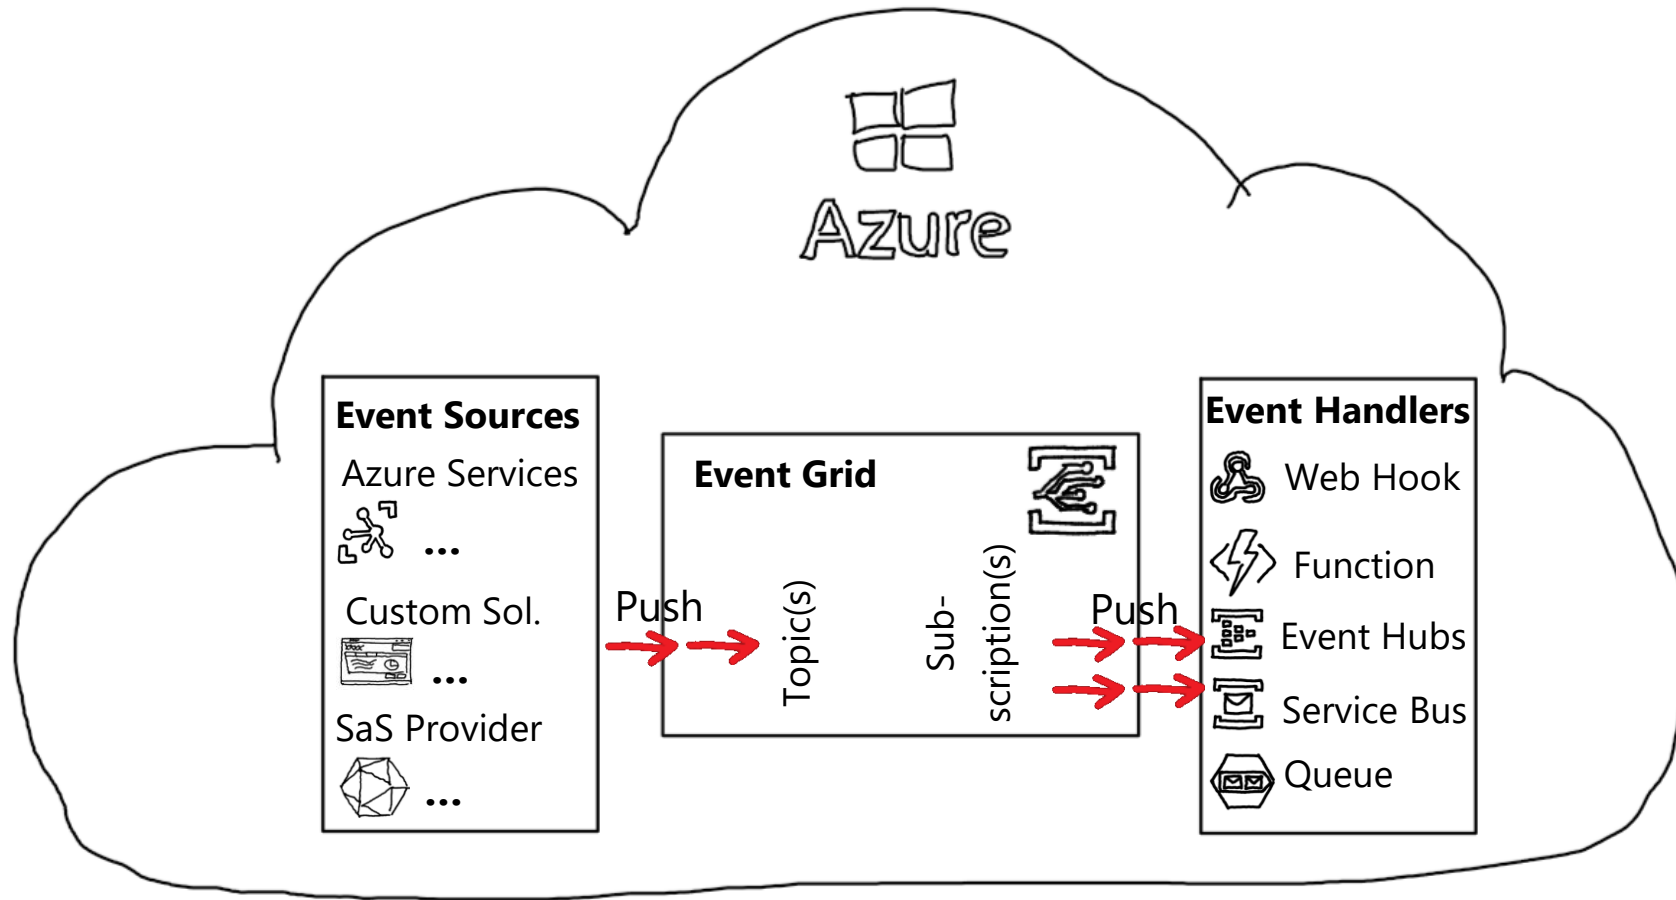 Azure
Event Sources
Azure Services
...
Custom Sol.
...
SaS Provider
...
Push
Event Grid
Topic(s)
Sub-
scription(s)
Push
Event Handlers
Web Hook
Function
Event Hubs
Service Bus
Queue